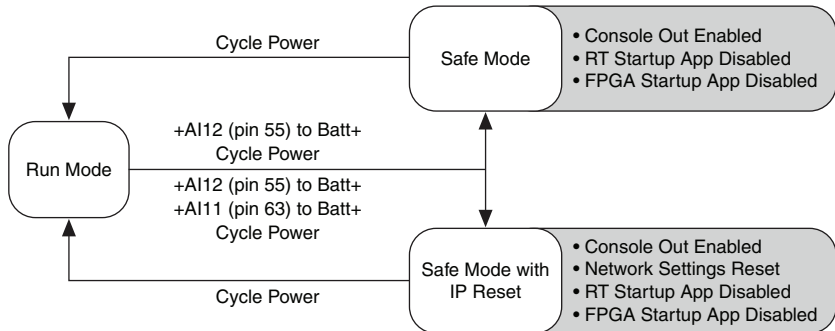 Cycle Power
Safe Mode
• Console Out Enabled
• RT Startup App Disabled
• FPGA Startup App Disabled
Run Mode
+AI12 (pin 55) to Batt+
Cycle Power
+AI12 (pin 55) to Batt+
+AI11 (pin 63) to Batt+
Cycle Power
Cycle Power
Safe Mode with
IP Reset
• Console Out Enabled
• Network Settings Reset
• RT Startup App Disabled
• FPGA Startup App Disabled